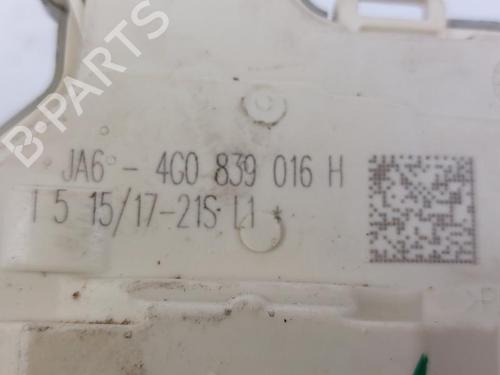 B-PARTS
JA6 - 4G0 839 016 H
I 5 15/17-21S L1 +